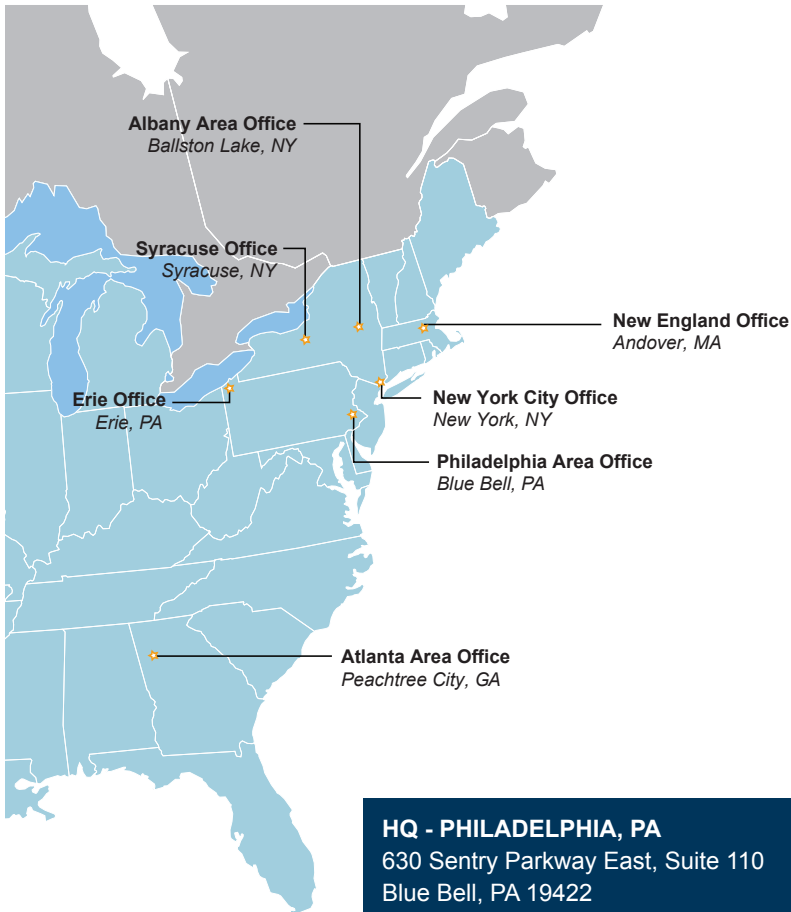 Albany Area Office
Ballston Lake, NY
Syracuse Office
Syracuse, NY
New England Office
Andover, MA
Erie Office
Erie, PA
New York City Office
New York, NY
Philadelphia Area Office
Blue Bell, PA
Atlanta Area Office
Peachtree City, GA
HQ - PHILADELPHIA, PA
630 Sentry Parkway East, Suite 110
Blue Bell, PA 19422